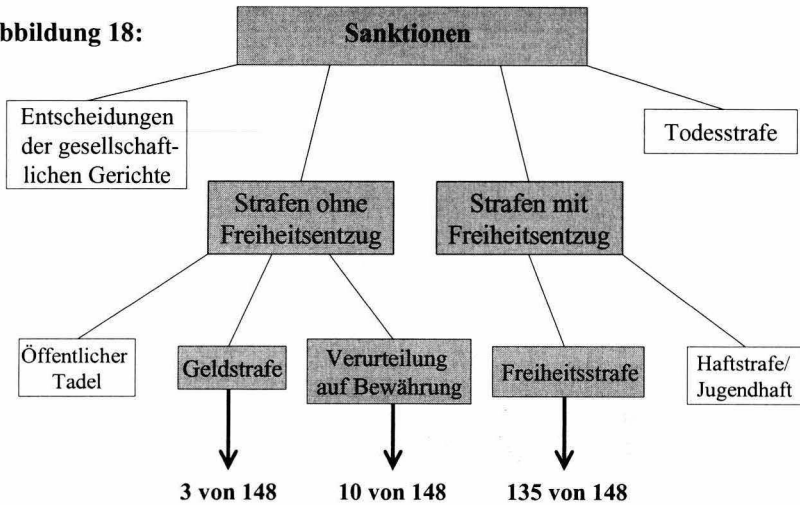 bbildung 18:
Sanktionen
Entscheidungen
der gesellschaft-
lichen Gerichte
Todesstrafe
Strafen ohne
Freiheitsentzug
Strafen mit
Freiheitsentzug
Öffentlicher
Tadel
Geldstrafe
Verurteilung
auf Bewährung
Freiheitsstrafe
Haftstrafe/
Jugendhaft
3 von 148
10 von 148
135 von 148